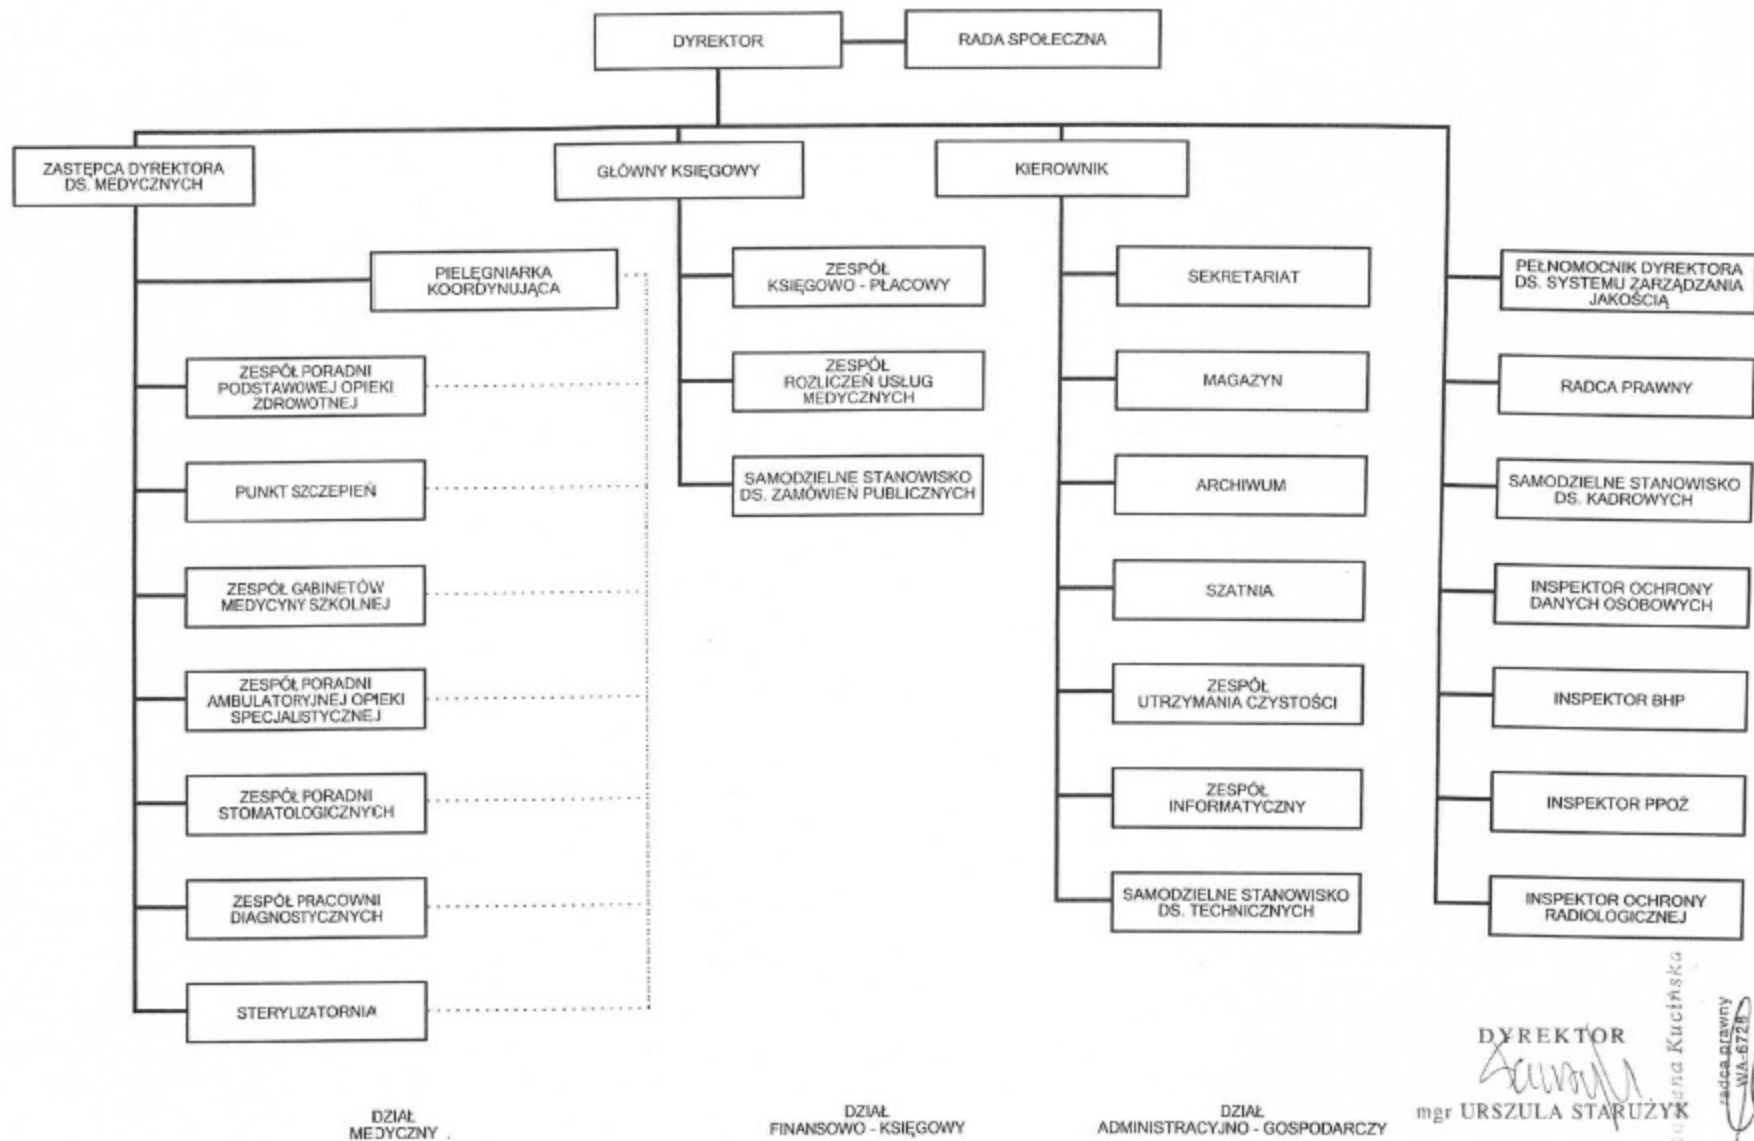 DYREKTOR
RADA SPOŁECZNA
ZASTĘPCA DYREKTORA
DS. MEDYCZNYCH
GŁÓWNY KSIĘGOWY
KIEROWNIK
PIELĘGNIARKA
KOORDYNUJĄCA
ZESPÓŁ PORADNI
PODSTAWOWEJ OPIEKI
ZDROWOTNEJ
PUNKT SZCZEPIEŃ
ZESPÓŁ GABINETÓW
MEDYCYNY SZKOLNEJ
ZESPÓŁ PORADNI
AMBULATORYJNEJ OPIEKI
SPECJALISTYCZNEJ
ZESPÓŁ PORADNI
STOMATOLOGICZNYCH
ZESPÓŁ PRACOWNI
DIAGNOSTYCZNYCH
STERYLIZATORNIA
ZESPÓŁ
KSIĘGOWO - PŁACOWY
ZESPÓŁ
ROZLICZEŃ USŁUG
MEDYCZNYCH
SAMODZIELNE STANOWISKO
DS. ZAMÓWIEŃ PUBLICZNYCH
SEKRETARIAT
MAGAZYN
ARCHIWUM
SZATNIA
ZESPÓŁ
UTRZYMANIA CZYSTOŚCI
ZESPÓŁ
INFORMATYCZNY
SAMODZIELNE STANOWISKO
DS. TECHNICZNYCH
PEŁNOMOCNIK DYREKTORA
DS. SYSTEMU ZARZĄDZANIA
JAKOŚCIĄ
RADCA PRAWNY
SAMODZIELNE STANOWISKO
DS. KADROWYCH
INSPEKTOR OCHRONY
DANYCH OSOBOWYCH
INSPEKTOR BHP
INSPEKTOR PPOŻ
INSPEKTOR OCHRONY
RADIOLOGICZNEJ
DZIAŁ
MEDYCZNY
DZIAŁ
FINANSOWO - KSIĘGOWY
DZIAŁ
ADMINISTRACYJNO - GOSPODARCZY
DYREKTOR
mgr URSZULA STARUŻYK
Kucińska
radca prawny
WA-6728